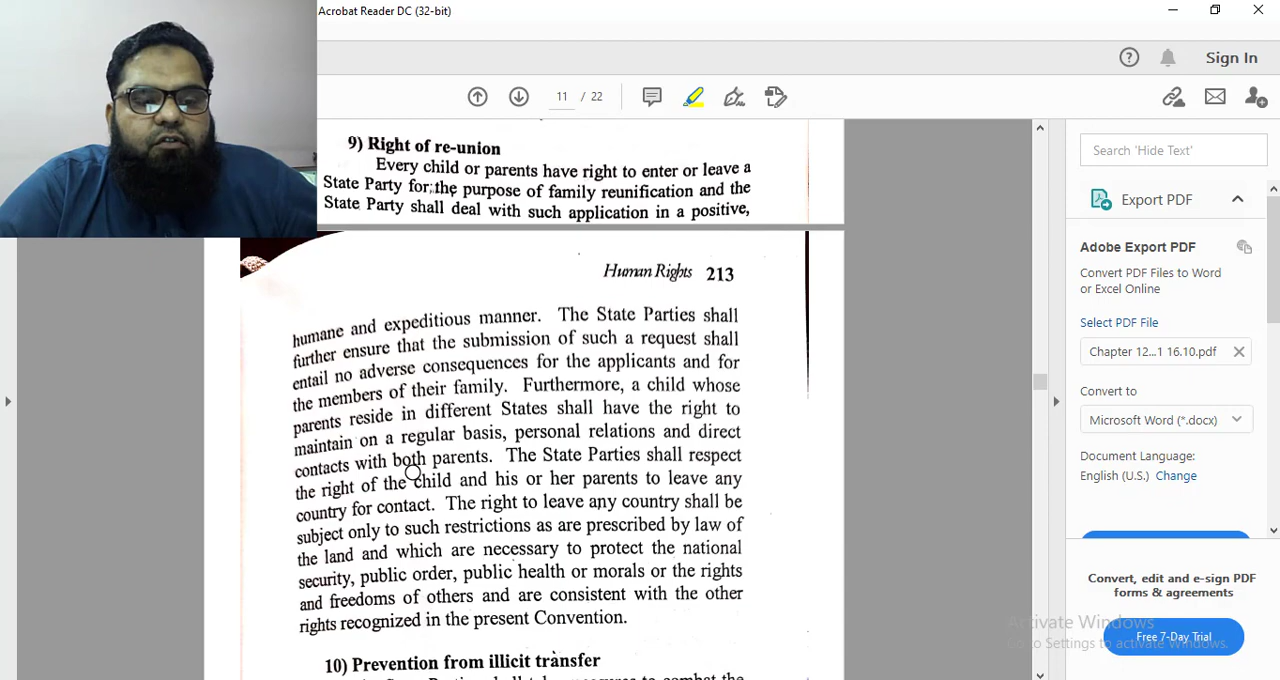 Acrobat Reader DC (32-bit)
Sign In
11 / 22
9) Right of re-union
Every child or parents have right to enter or leave a
State Party for the purpose of family reunification and the
State Party shall deal with such application in a positive,
Human Rights 213
humane and expeditious manner. The State Parties shall
further ensure that the submission of such a request shall
entail no adverse consequences for the applicants and for
the members of their family. Furthermore, a child whose
parents reside in different States shall have the right to
maintain on a regular basis, personal relations and direct
contacts with both parents. The State Parties shall respect
the right of the child and his or her parents to leave any
country for contact. The right to leave any country shall be
subject only to such restrictions as are prescribed by law of
the land and which are necessary to protect the national
security, public order, public health or morals or the rights
and freedoms of others and are consistent with the other
rights recognized in the present Convention.
10) Prevention from illicit transfer
Search 'Hide Text'
Export PDF
Adobe Export PDF
Convert PDF Files to Word
or Excel Online
Select PDF File
Chapter 12...1 16.10.pdf
Convert to
Microsoft Word (*.docx)
Document Language:
English (U.S.) Change
Convert, edit and e-sign PDF
forms & agreements
Free 7-Day Trial
Activate Windows
Go to Settings to activate Windows.